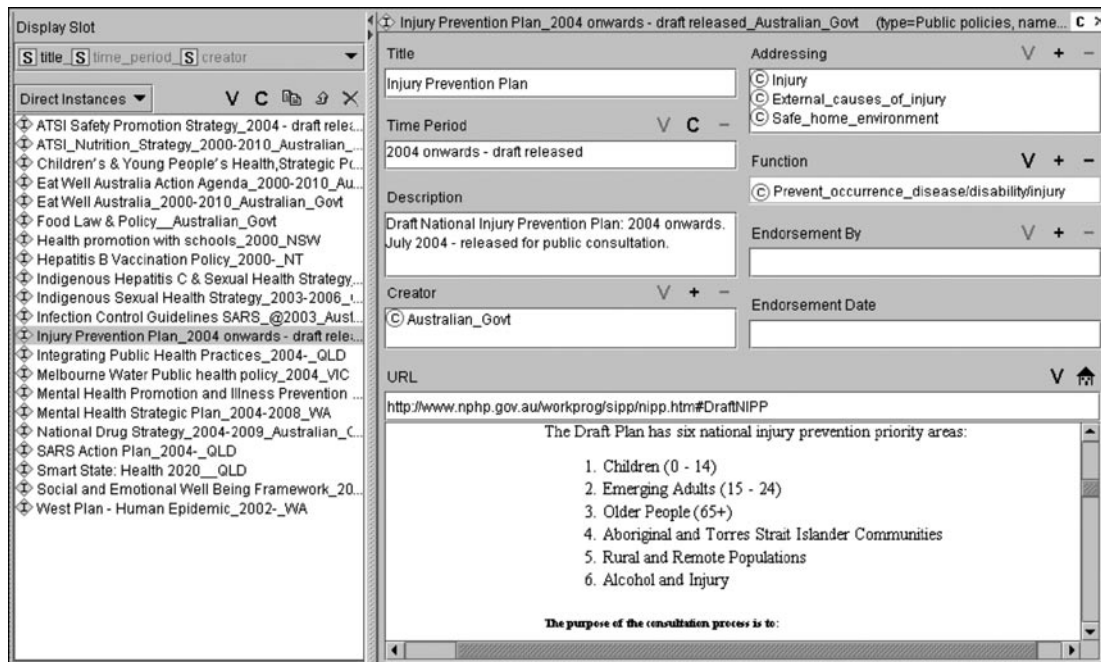 Display Slot
S title_ S time_period_ S creator
Direct Instances
V C
ATSI Safety Promotion Strategy_2004 - draft relea...
ATSI_Nutrition_Strategy_2000-2010_Australian_...
Children's & Young People's Health,Strategic Pc...
Eat Well Australia Action Agenda_2000-2010_Au...
Eat Well Australia_2000-2010_Australian_Govt
Food Law & Policy__Australian_Govt
Health promotion with schools_2000_NSW
Hepatitis B Vaccination Policy_2000-_NT
Indigenous Hepatitis C & Sexual Health Strategy,...
Indigenous Sexual Health Strategy_2003-2006_...
Infection Control Guidelines SARS_@2003_Aust...
Injury Prevention Plan_2004 onwards - draft relea...
Integrating Public Health Practices_2004-_QLD
Melbourne Water Public health policy_2004_VIC
Mental Health Promotion and Illness Prevention ...
Mental Health Strategic Plan_2004-2008_WA
National Drug Strategy_2004-2009_Australian_C...
SARS Action Plan_2004-_QLD
Smart State: Health 2020__QLD
Social and Emotional Well Being Framework_20...
West Plan - Human Epidemic_2002-_WA
Injury Prevention Plan_2004 onwards - draft released_Australian_Govt (type=Public policies, name... C
Title
Injury Prevention Plan
Time Period V C −
2004 onwards - draft released
Description
Draft National Injury Prevention Plan: 2004 onwards.
July 2004 - released for public consultation.
Creator V + −
C Australian_Govt
Addressing V + −
C Injury
C External_causes_of_injury
C Safe_home_environment
Function V + −
C Prevent_occurrence_disease/disability/injury
Endorsement By V + −
Endorsement Date
URL V
http://www.nphp.gov.au/workprog/sipp/nipp.htm#DraftNIPP
The Draft Plan has six national injury prevention priority areas:
1. Children (0 - 14)
2. Emerging Adults (15 - 24)
3. Older People (65+)
4. Aboriginal and Torres Strait Islander Communities
5. Rural and Remote Populations
6. Alcohol and Injury
The purpose of the consultation process is to: